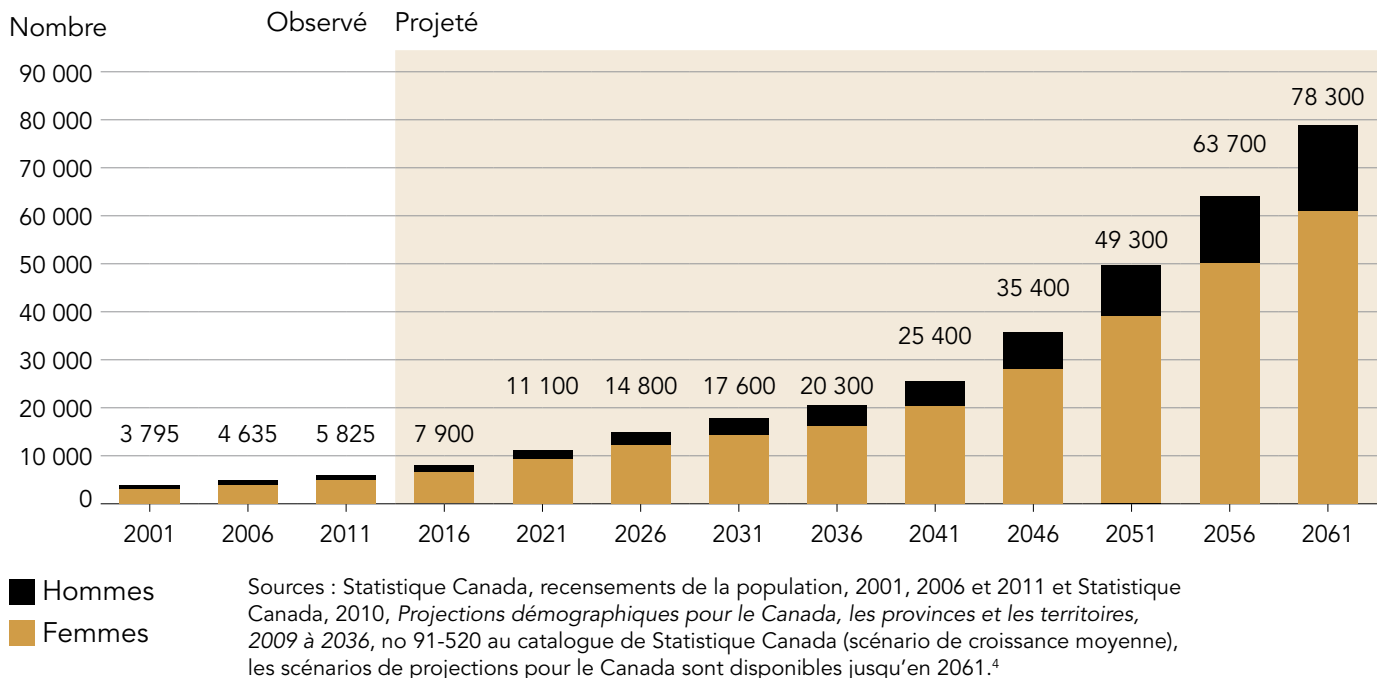 Nombre
Observé Projeté
90 000
80 000
70 000
60 000
50 000
40 000
30 000
20 000
10 000
0
3 795 4 635 5 825 7 900 11 100 14 800 17 600 20 300 25 400 35 400 49 300 63 700 78 300
2001 2006 2011 2016 2021 2026 2031 2036 2041 2046 2051 2056 2061
Hommes
Femmes
Sources : Statistique Canada, recensements de la population, 2001, 2006 et 2011 et Statistique
Canada, 2010, Projections démographiques pour le Canada, les provinces et les territoires,
2009 à 2036, no 91-520 au catalogue de Statistique Canada (scénario de croissance moyenne),
les scénarios de projections pour le Canada sont disponibles jusqu’en 2061.⁴